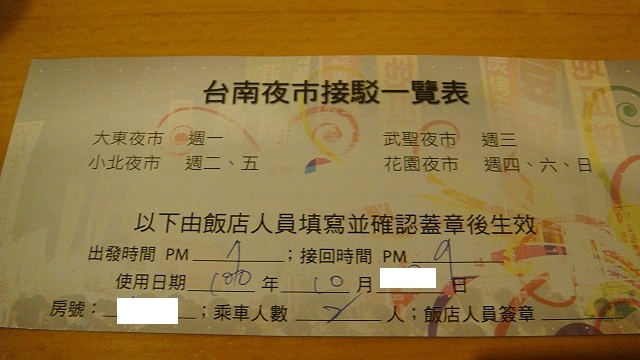 台南夜市接駁一覽表
大東夜市 週一 武聖夜市 週三
小北夜市 週二、五 花園夜市 週四、六、日
以下由飯店人員填寫並確認蓋章後生效
出發時間 PM 7 ；接回時間 PM 9
使用日期 100 年 10 月 日
房號： ；乘車人數 2 人；飯店人員簽章